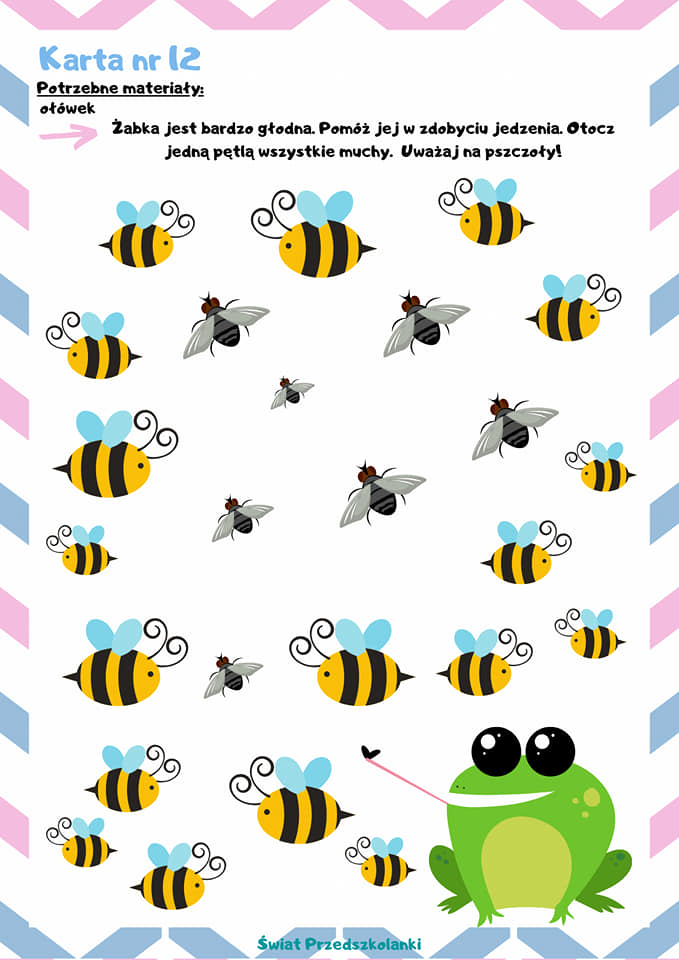 Karta nr 12
Potrzebne materiały:
ołówek
Żabka jest bardzo głodna. Pomóż jej w zdobyciu jedzenia. Otocz
jedną pętlą wszystkie muchy. Uważaj na pszczoły!
Świat Przedszkolanki